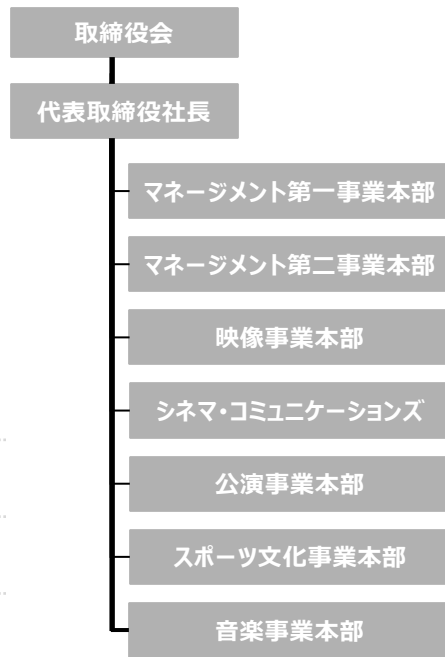 取締役会
代表取締役社長
マネージメント第一事業本部
マネージメント第二事業本部
映像事業本部
シネマ・コミュニケーションズ
公演事業本部
スポーツ文化事業本部
音楽事業本部